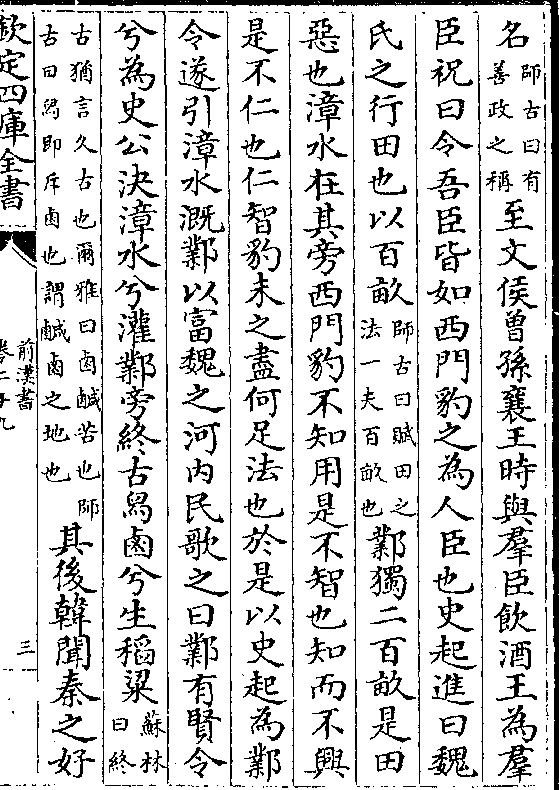 名師古曰有善政之稱至文侯曾孫襄王時與羣臣飲酒王為羣
臣祝曰令吾臣皆如西門豹之為人臣也史起進曰魏
氏之行田也以百畝師古曰賦田之法一夫百畝也鄴獨二百畝是田
惡也漳水在其旁西門豹不知用是不智也知而不興
是不仁也仁智豹未之盡何足法也於是以史起為鄴
令遂引漳水溉鄴以富魏之河内民歌之曰鄴有賢令
兮為史公決漳水兮灌鄴旁終古舄鹵兮生稻粱蘇林曰終
古猶言久古也爾雅曰鹵鹹苦也師古曰舄即斥鹵也謂鹹鹵之地也其後韓聞秦之好
欽定四庫全書
前漢書
卷二十九
三